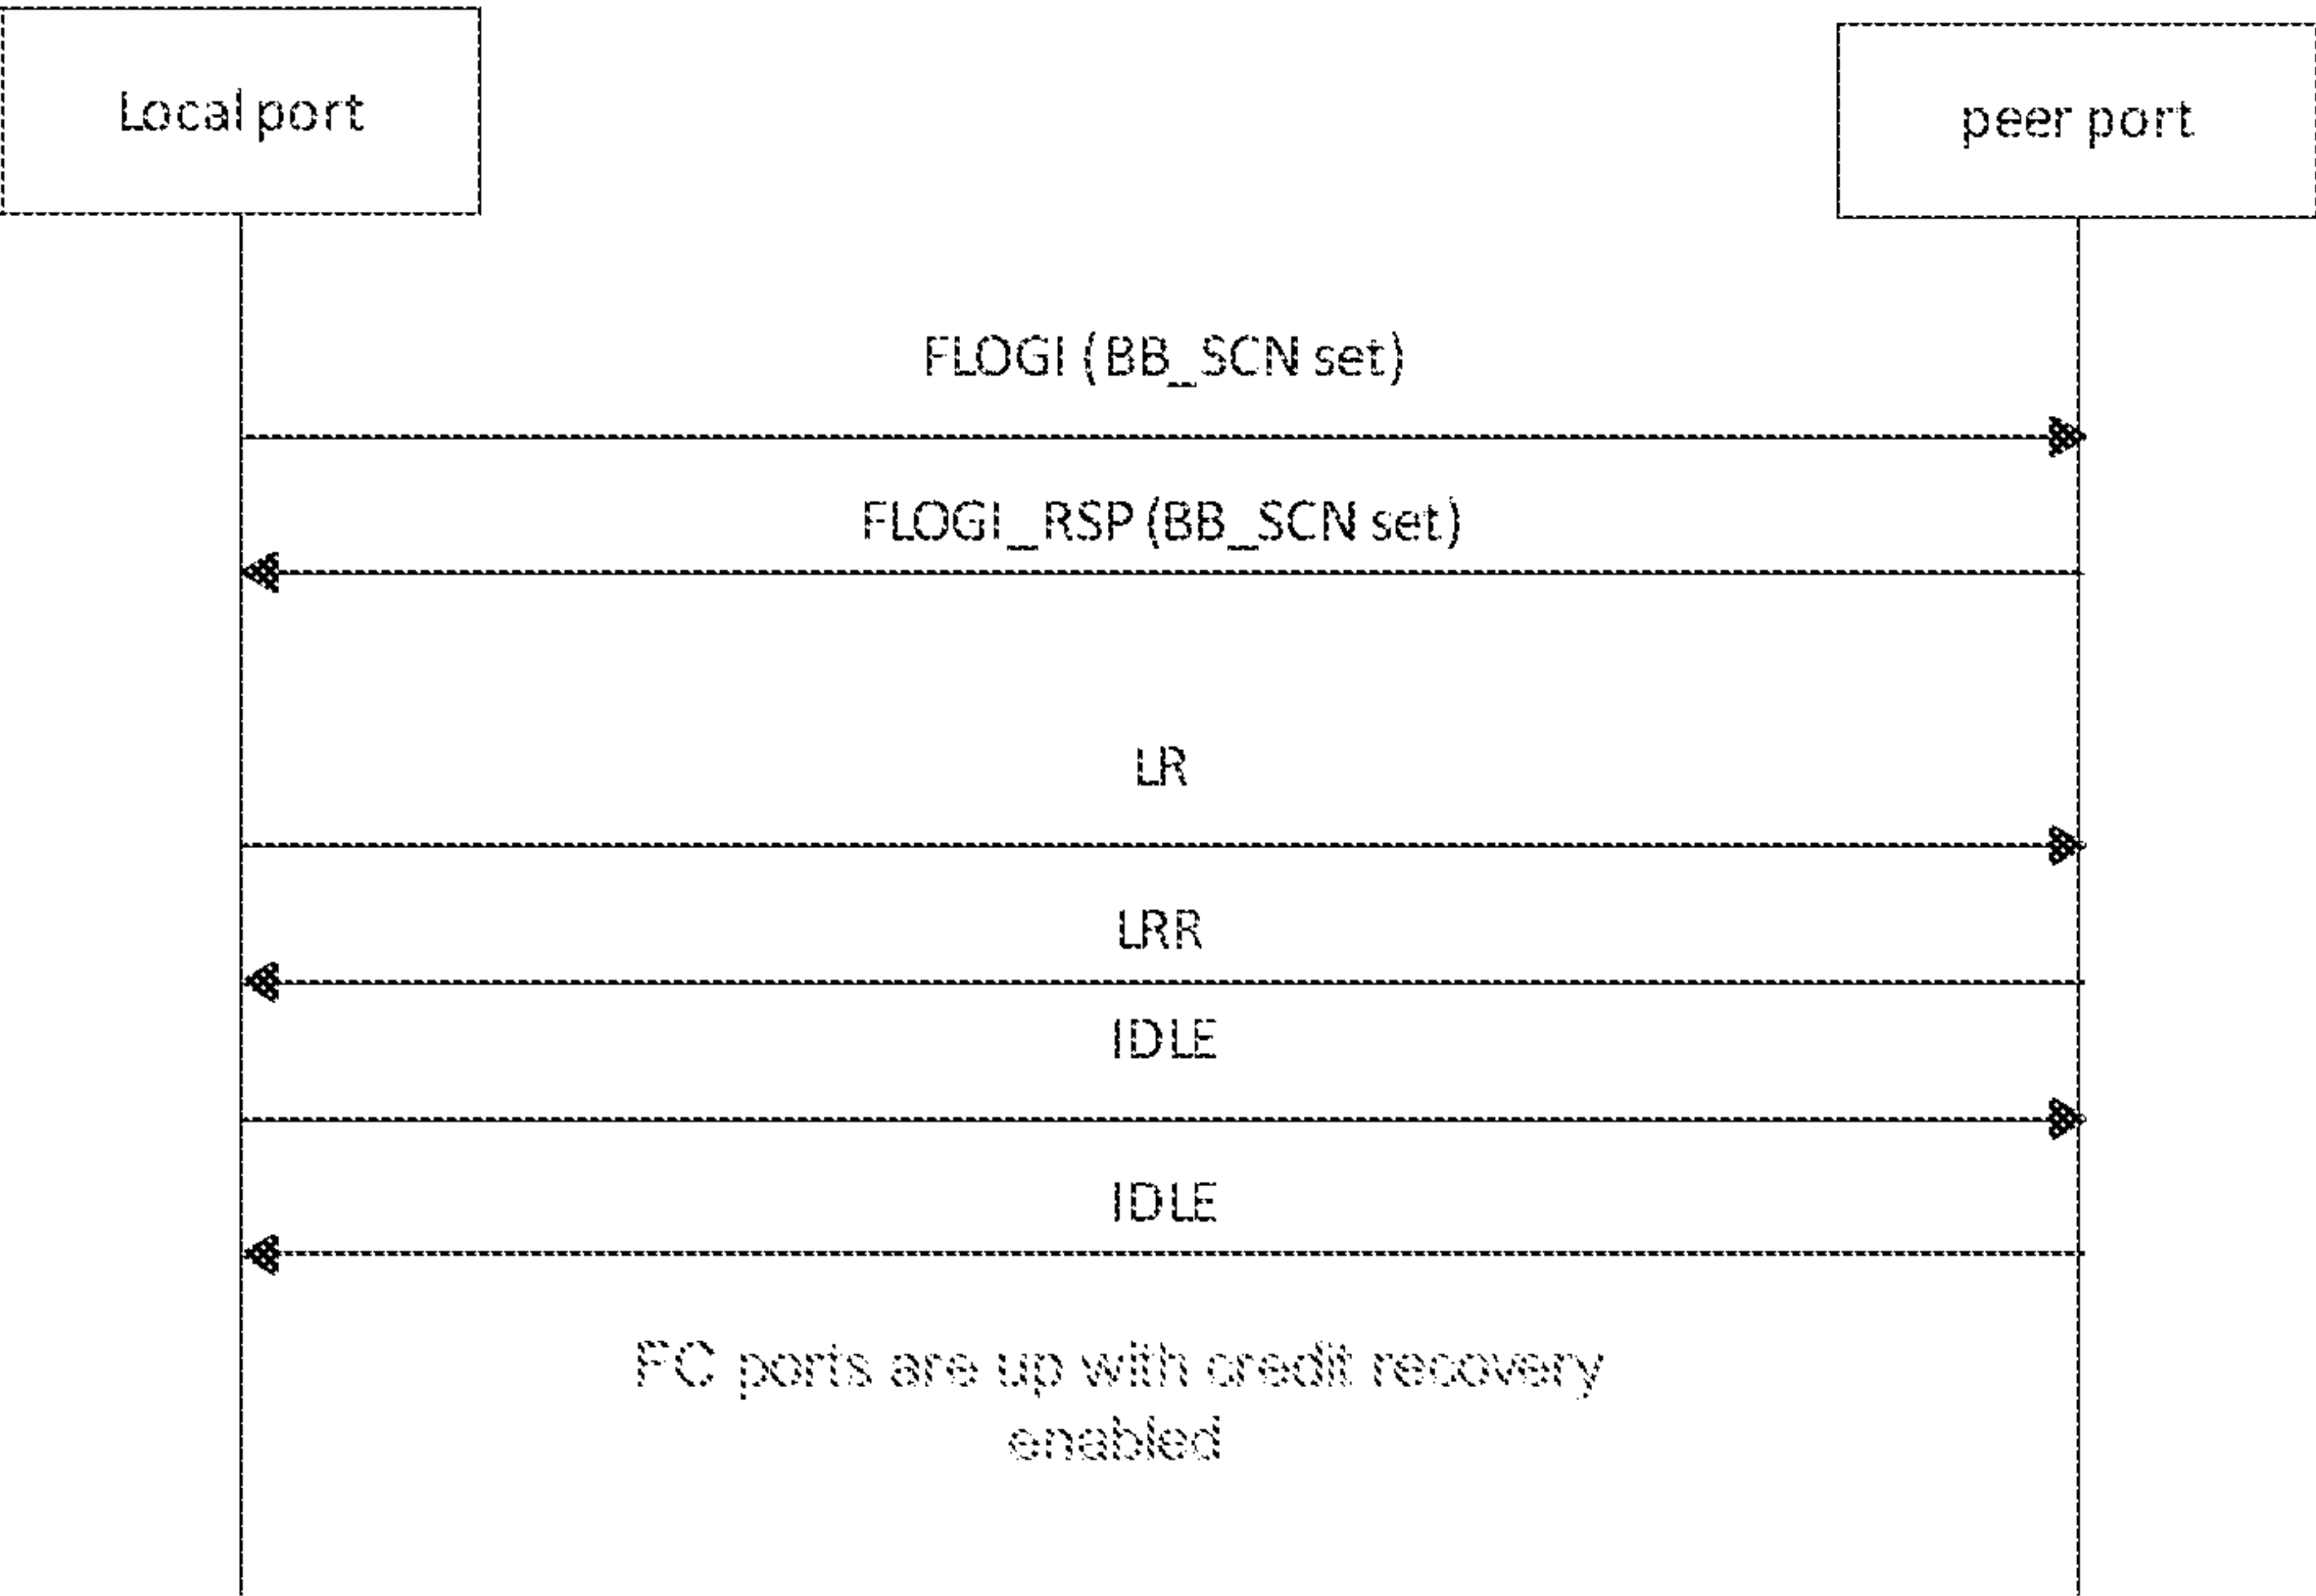 Local port
peer port
FLOGI (BB_SCN set)
FLOGI_RSP (BB_SCN set)
LR
LRR
IDLE
IDLE
FC ports are up with credit recovery
enabled